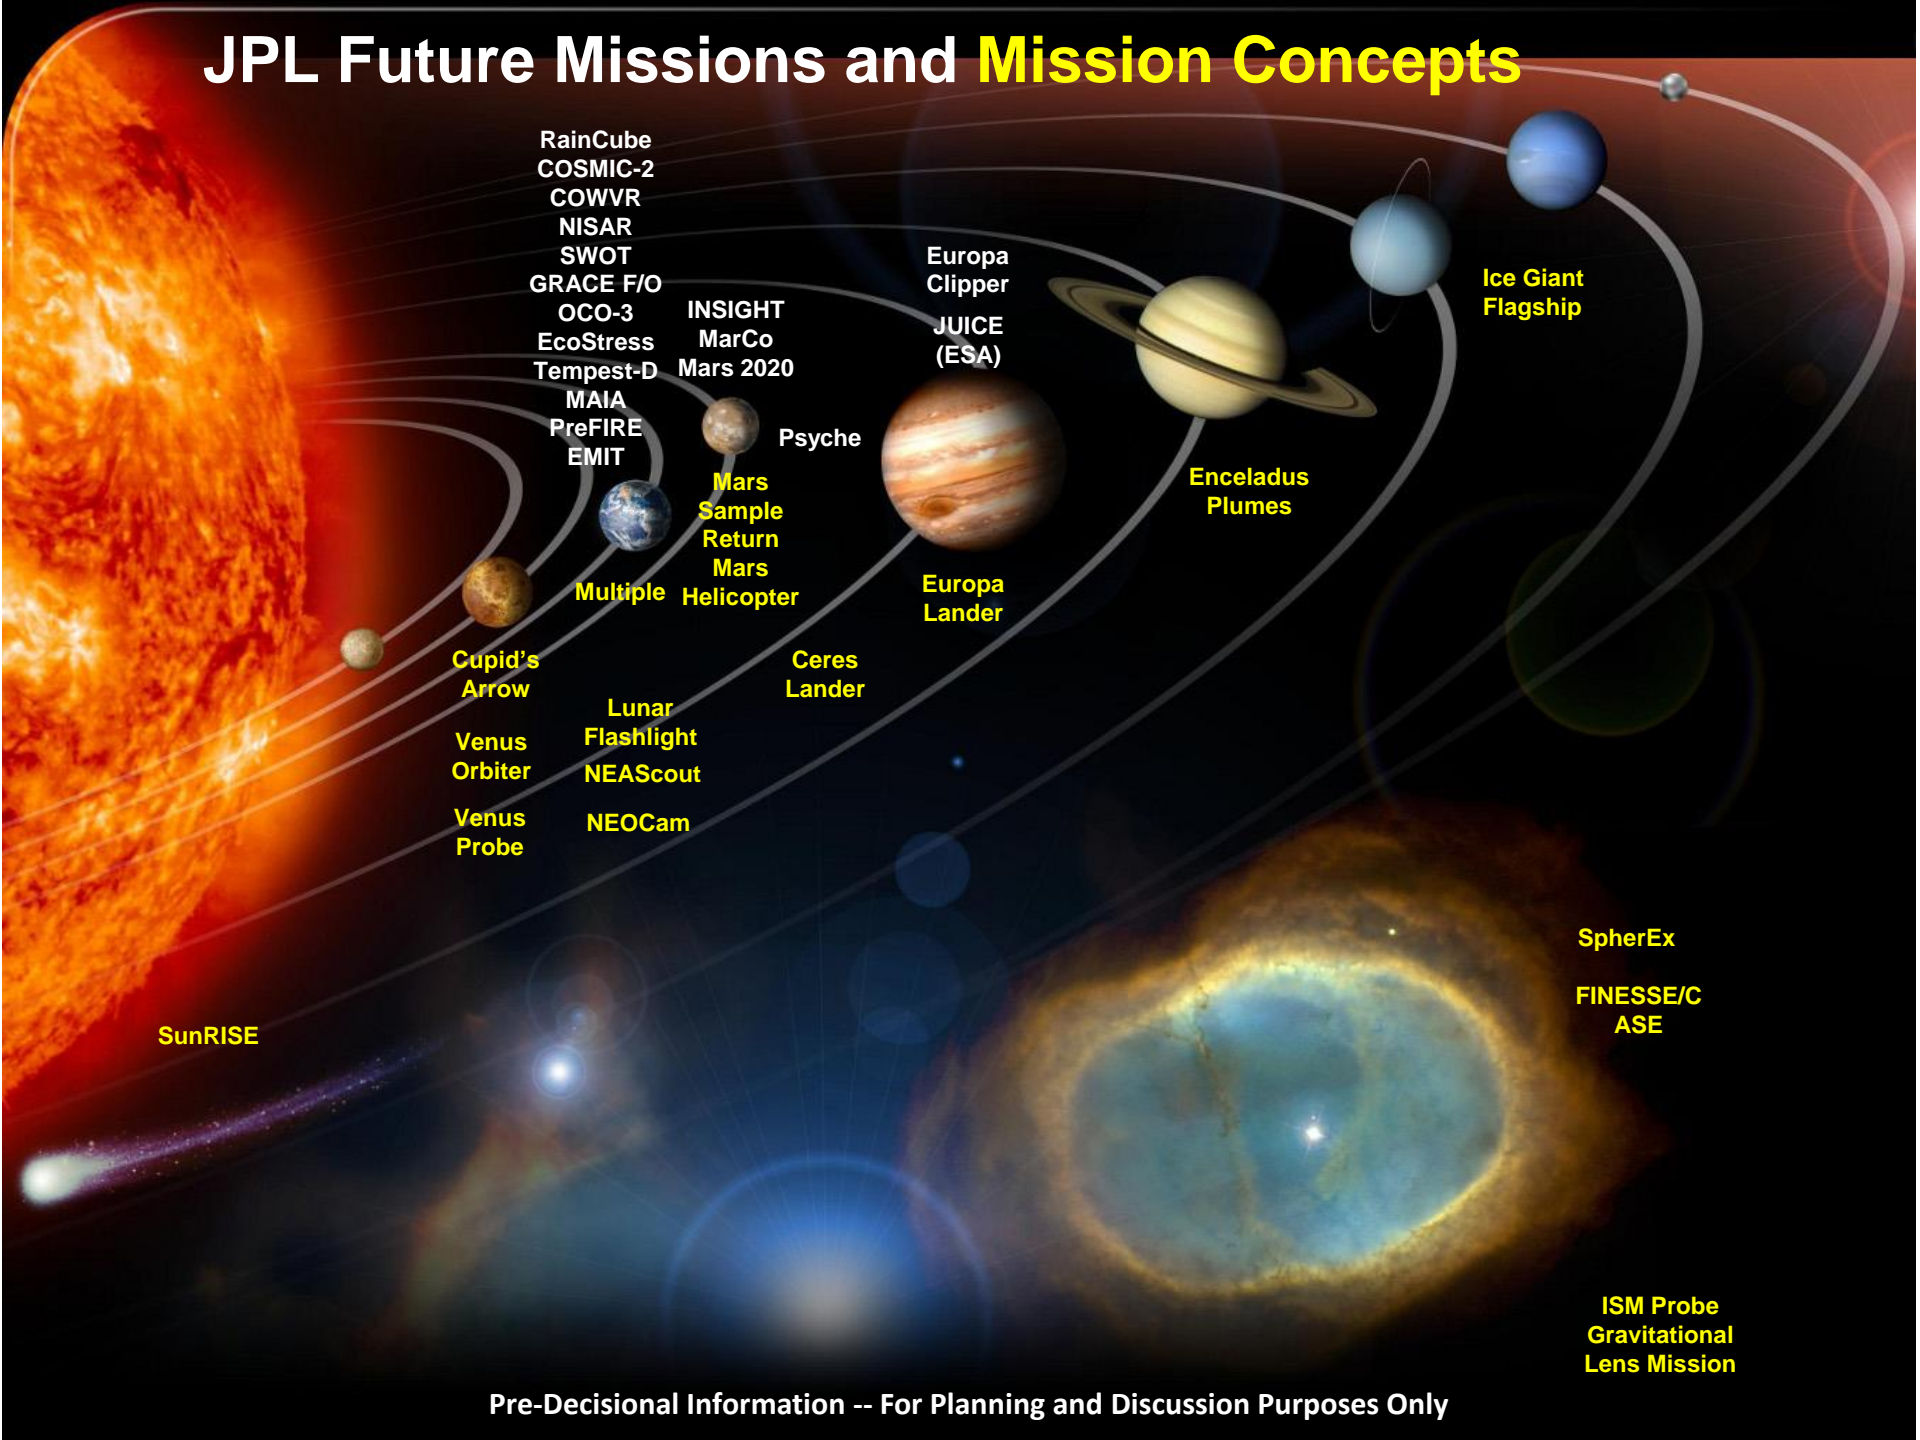 JPL Future Missions and Mission Concepts
RainCube
COSMIC-2
COWVR
NISAR
SWOT
GRACE F/O
OCO-3
EcoStress
Tempest-D
MAIA
PreFIRE
EMIT
INSIGHT
MarCo
Mars 2020
Psyche
Europa
Clipper
JUICE
(ESA)
Ice Giant
Flagship
Mars
Sample
Return
Mars
Helicopter
Multiple
Enceladus
Plumes
Europa
Lander
Cupid's
Arrow
Venus
Orbiter
Venus
Probe
Lunar
Flashlight
NEAScout
NEOCam
Ceres
Lander
SpherEx
FINESSE/C
ASE
SunRISE
ISM Probe
Gravitational
Lens Mission
Pre-Decisional Information -- For Planning and Discussion Purposes Only